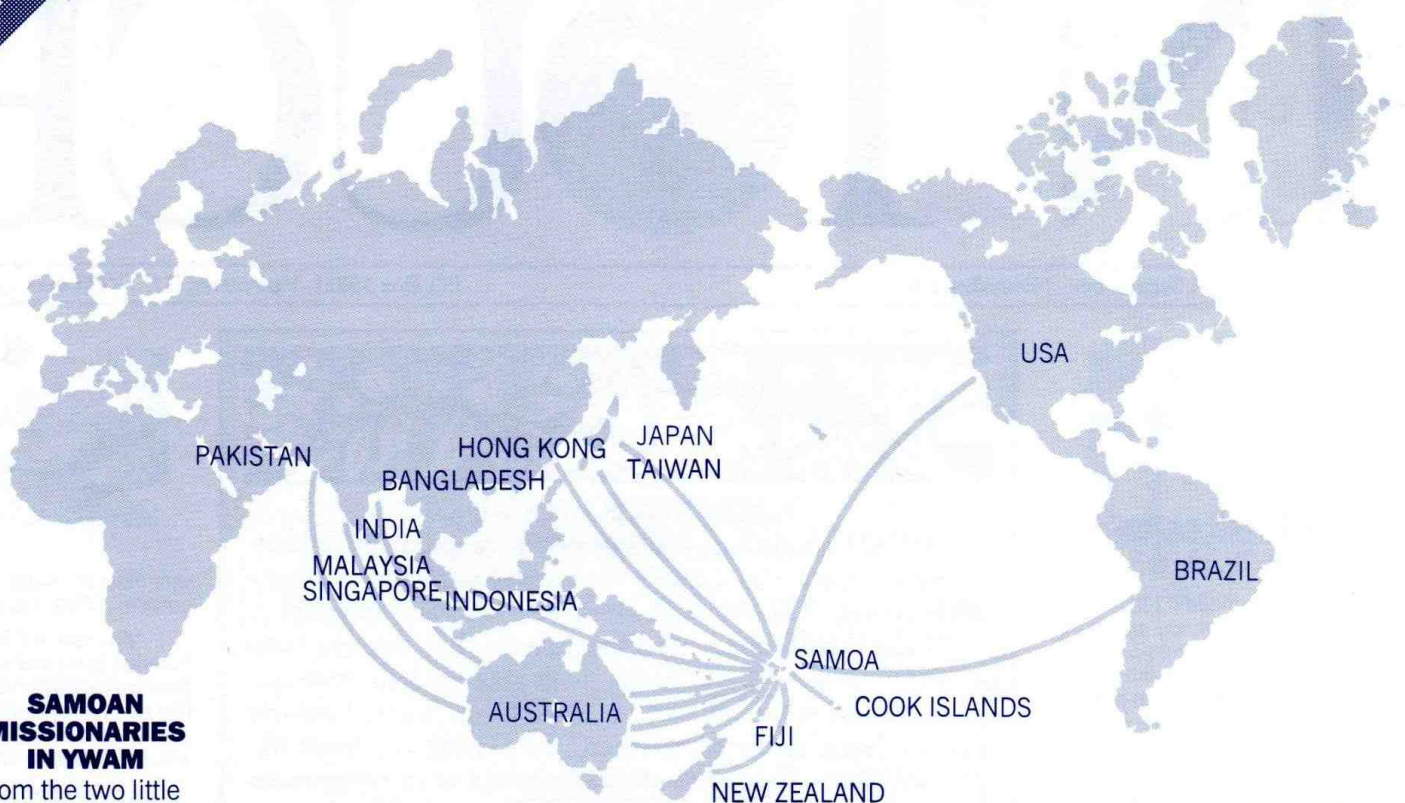 USA
JAPAN
TAIWAN
HONG KONG
BANGLADESH
PAKISTAN
INDIA
MALAYSIA
SINGAPORE
INDONESIA
BRAZIL
SAMOA
COOK ISLANDS
AUSTRALIA
FIJI
NEW ZEALAND
SAMOAN
MISSIONARIES
IN YWAM
om the two little